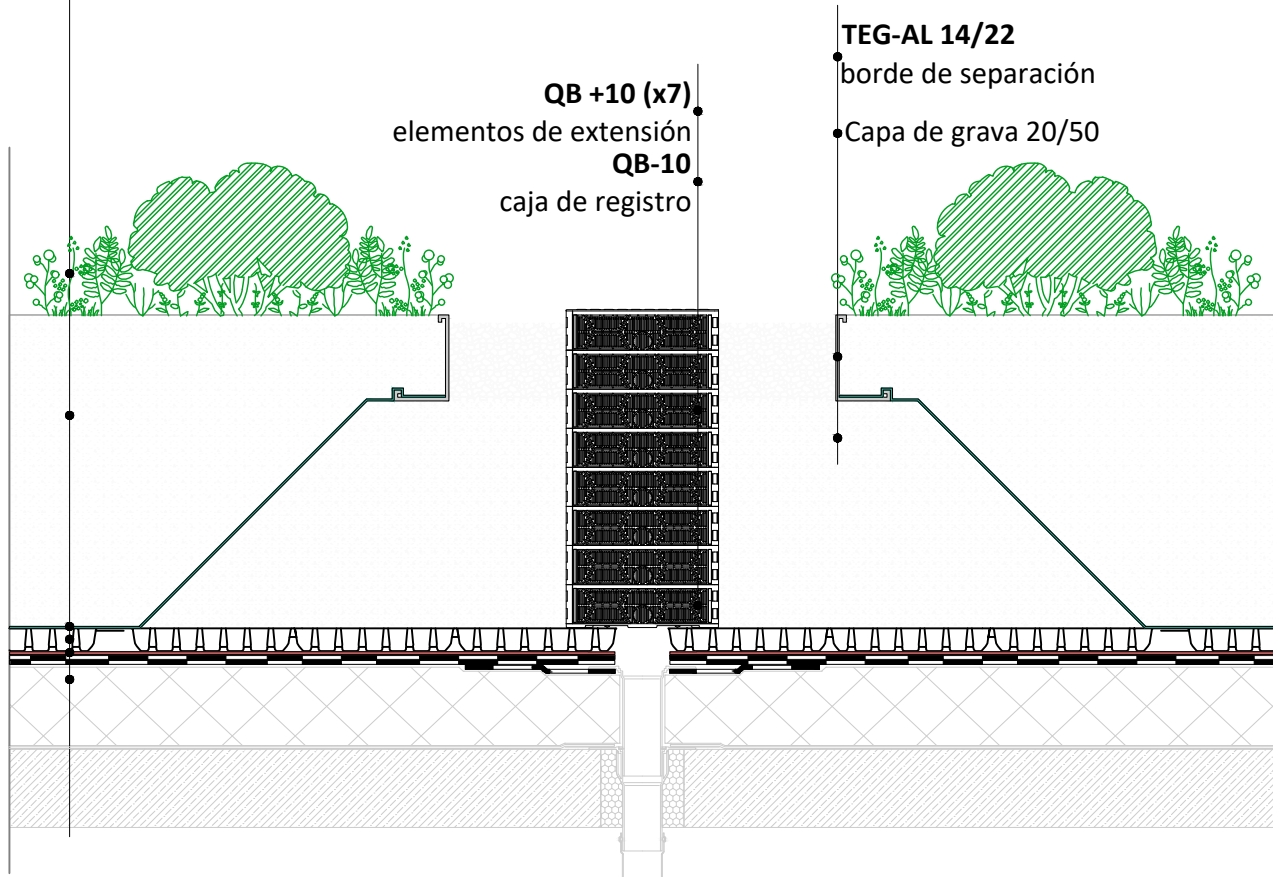 QB +10 (x7)
elementos de extensión
QB-10
caja de registro
TEG-AL 14/22
borde de separación
Capa de grava 20/50